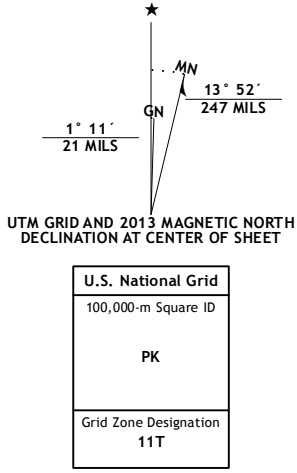 ★
MN
GN
13° 52´
247 MILS
1° 11´
21 MILS
UTM GRID AND 2013 MAGNETIC NORTH
DECLINATION AT CENTER OF SHEET
U.S. National Grid
100,000-m Square ID
PK
Grid Zone Designation
11T